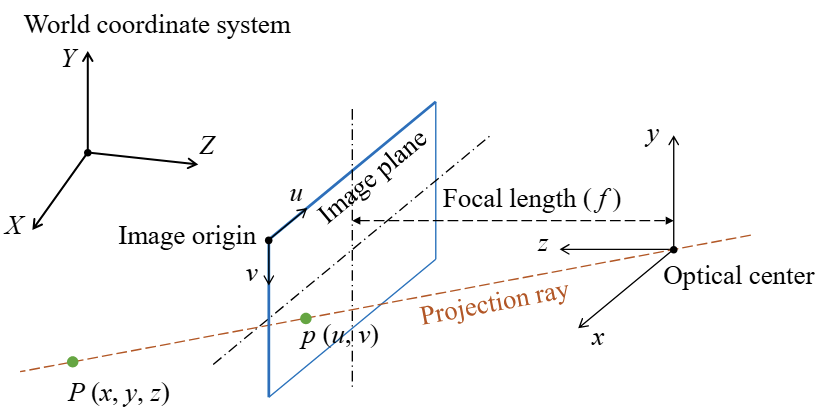 World coordinate system
Y
Z
X
u
Image plane
y
Focal length (f)
Image origin
z
v
Optical center
Projection ray
x
p (u, v)
P (x, y, z)